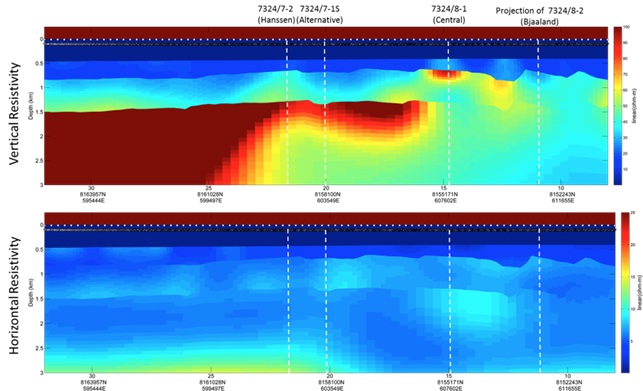 7324/7-2 7324/7-1S 7324/8-1 Projection of 7324/8-2
(Hanssen) (Alternative) (Central) (Bjaaland)
Vertical Resistivity
Depth (km)
0
0.5
1
1.5
2
2.5
3
30 25 20 15 10
8163957N 8161028N 8158100N 8155171N 8152243N
595444E 599497E 603549E 607602E 611655E
100
90
80
70
60
50
40
30
20
10
linear(ohm-m)
Horizontal Resistivity
Depth (km)
0
0.5
1
1.5
2
2.5
3
30 25 20 15 10
8163957N 8161028N 8158100N 8155171N 8152243N
595444E 599497E 603549E 607602E 611655E
25
20
15
10
5
linear(ohm-m)